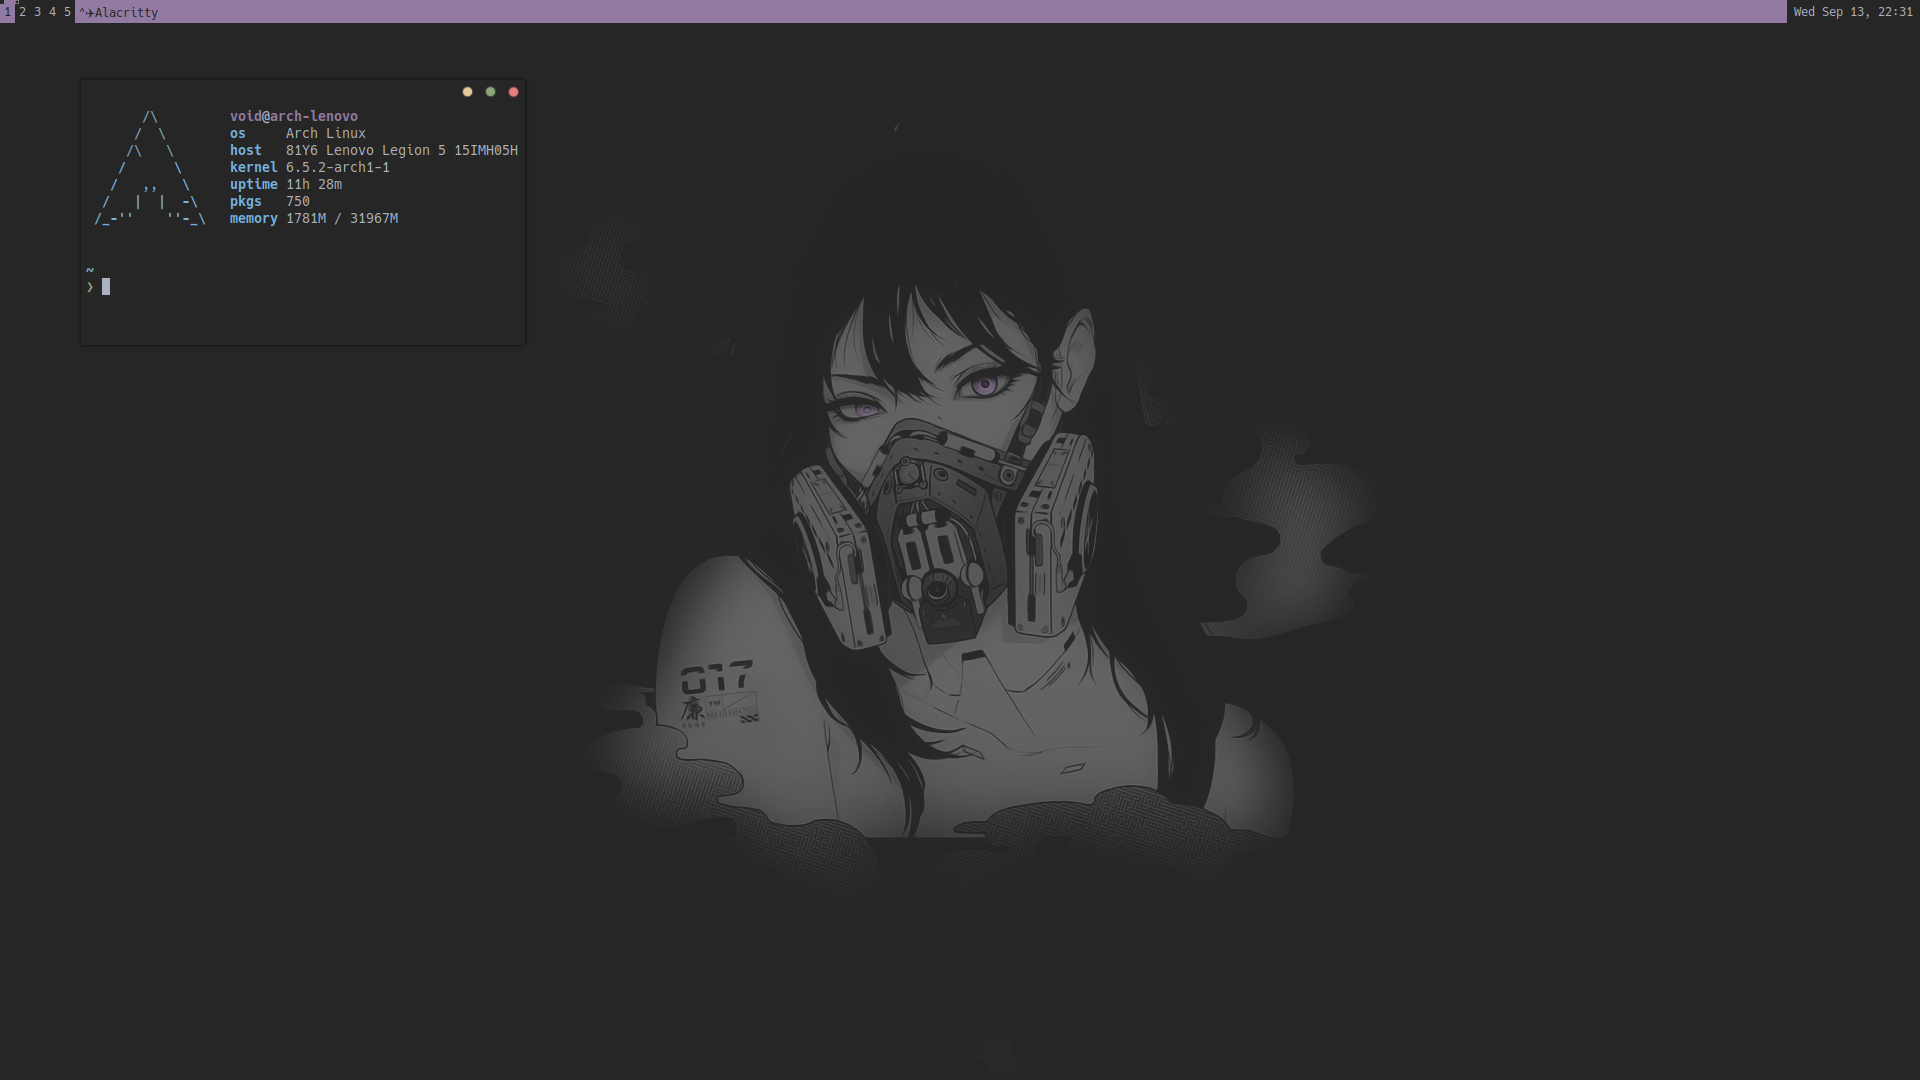 1 2 3 4 5 ^✈Alacritty Wed Sep 13, 22:31
void@arch-lenovo
os Arch Linux
host 81Y6 Lenovo Legion 5 15IMH05H
kernel 6.5.2-arch1-1
uptime 11h 28m
pkgs 750
memory 1781M / 31967M
~
❯
017
廉 TM